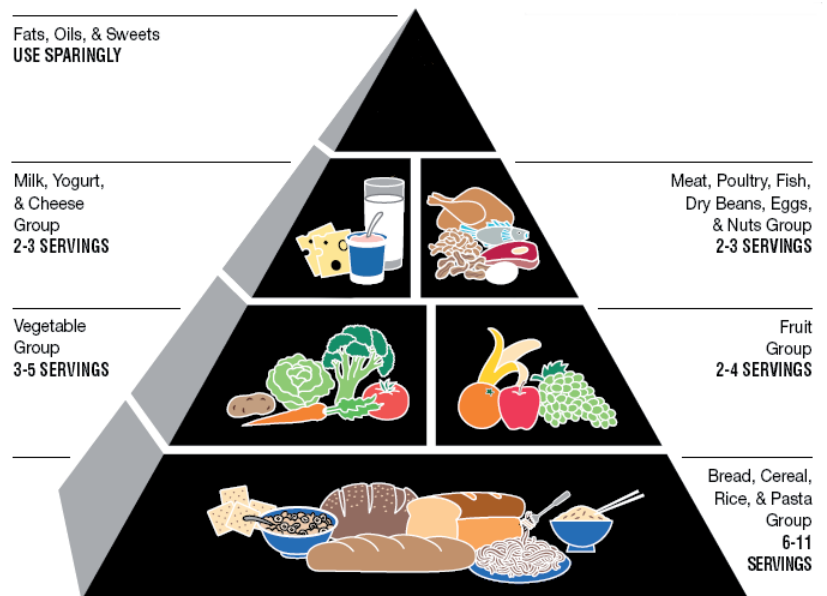 Fats, Oils, & Sweets
USE SPARINGLY
Milk, Yogurt,
& Cheese
Group
2-3 SERVINGS
Meat, Poultry, Fish,
Dry Beans, Eggs,
& Nuts Group
2-3 SERVINGS
Vegetable
Group
3-5 SERVINGS
Fruit
Group
2-4 SERVINGS
Bread, Cereal,
Rice, & Pasta
Group
6-11
SERVINGS